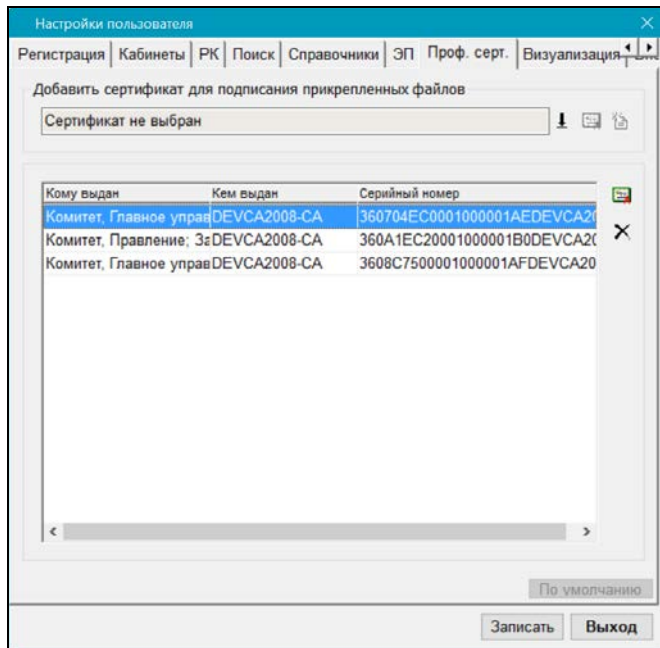 Настройки пользователя
Регистрация Кабинеты РК Поиск Справочники ЭП Проф. серт. Визуализация
Добавить сертификат для подписания прикрепленных файлов
Сертификат не выбран
Кому выдан Кем выдан Серийный номер
Комитет, Главное управ DEVCA2008-CA 360704EC0001000001AEDEVCA20
Комитет, Правление; За DEVCA2008-CA 360A1EC20001000001B0DEVCA20
Комитет, Главное управ DEVCA2008-CA 3608C7500001000001AFDEVCA20
По умолчанию
Записать Выход